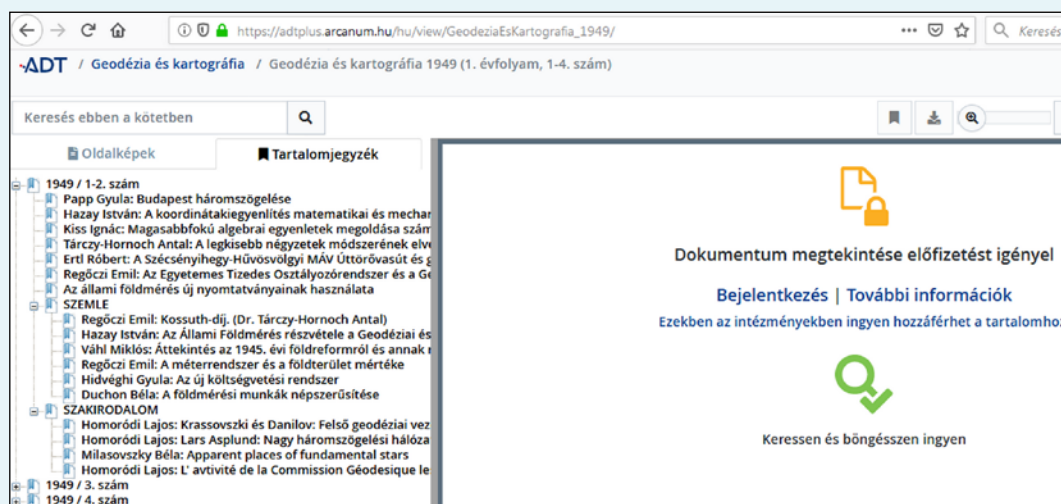 https://adtplus.arcanum.hu/hu/view/GeodeziaEsKartografia_1949/
Keresés
ADT / Geodézia és kartográfia / Geodézia és kartográfia 1949 (1. évfolyam, 1-4. szám)
Keresés ebben a kötetben
Oldalképek
Tartalomjegyzék
1949 / 1-2. szám
Papp Gyula: Budapest háromszögelése
Hazay István: A koordinátakiegyenlítés matematikai és mechan
Kiss Ignác: Magasabbfokú algebrai egyenletek megoldása szám
Tárczy-Hornoch Antal: A legkisebb négyzetek módszerének elve
Ertl Róbert: A Szécsényihegy-Hűvösvölgyi MÁV Úttörővasút és g
Regőczi Emil: Az Egyetemes Tizedes Osztályozórendszer és a Ge
Az állami földmérés új nyomtatványainak használata
SZEMLE
Regőczi Emil: Kossuth-díj. (Dr. Tárczy-Hornoch Antal)
Hazay István: Az Állami Földmérés részvétele a Geodéziai és
Váhl Miklós: Áttekintés az 1945. évi földreformról és annak
Regőczi Emil: A méterrendszer és a földterület mértéke
Hidvéghi Gyula: Az új költségvetési rendszer
Duchon Béla: A földmérési munkák népszerűsítése
SZAKIRODALOM
Homoródi Lajos: Krassovszki és Danilov: Felső geodéziai vez
Homoródi Lajos: Lars Asplund: Nagy háromszögelési hálóza
Milasovszky Béla: Apparent places of fundamental stars
Homoródi Lajos: L' avtivité de la Commission Géodesique le
1949 / 3. szám
1949 / 4. szám
Dokumentum megtekintése előfizetést igényel
Bejelentkezés | További információk
Ezekben az intézményekben ingyen hozzáférhet a tartalomhoz
Keressen és böngésszen ingyen